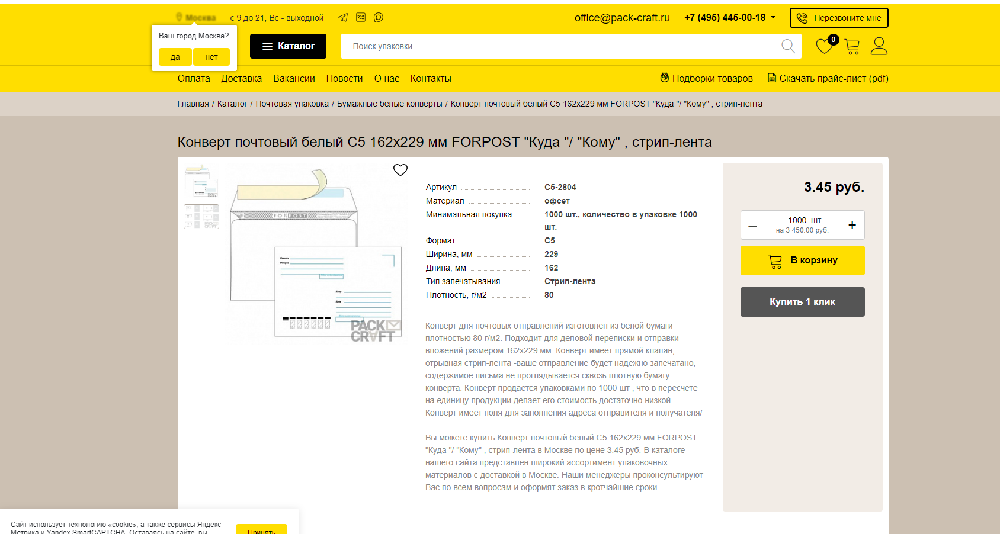 Москва
с 9 до 21, Вс - выходной
office@pack-craft.ru
+7 (495) 445-00-18
Перезвоните мне
Ваш город Москва?
да
нет
Каталог
Поиск упаковки...
0
Оплата Доставка Вакансии Новости О нас Контакты
Подборки товаров
Скачать прайс-лист (pdf)
Главная / Каталог / Почтовая упаковка / Бумажные белые конверты / Конверт почтовый белый С5 162х229 мм FORPOST "Куда "/ "Кому" , стрип-лента
Конверт почтовый белый С5 162х229 мм FORPOST "Куда "/ "Кому" , стрип-лента
FORPOST
PACK
CRAFT
Артикул С5-2804
Материал офсет
Минимальная покупка 1000 шт., количество в упаковке 1000
шт.
Формат С5
Ширина, мм 229
Длина, мм 162
Тип запечатывания Стрип-лента
Плотность, г/м2 80
Конверт для почтовых отправлений изготовлен из белой бумаги
плотностью 80 г/м2. Подходит для деловой переписки и отправки
вложений размером 162х229 мм. Конверт имеет прямой клапан,
отрывная стрип-лента -ваше отправление будет надежно запечатано,
содержимое письма не проглядывается сквозь плотную бумагу
конверта. Конверт продается упаковками по 1000 шт , что в пересчете
на единицу продукции делает его стоимость достаточно низкой .
Конверт имеет поля для заполнения адреса отправителя и получателя/
Вы можете купить Конверт почтовый белый С5 162х229 мм FORPOST
"Куда "/ "Кому" , стрип-лента в Москве по цене 3.45 руб. В каталоге
нашего сайта представлен широкий ассортимент упаковочных
материалов с доставкой в Москве. Наши менеджеры проконсультируют
Вас по всем вопросам и оформят заказ в кротчайшие сроки.
3.45 руб.
1000 шт
на 3 450.00 руб.
В корзину
Купить 1 клик
Сайт использует технологию «cookie», а также сервисы Яндекс
Метрика и Yandex SmartCAPTCHA. Оставаясь на сайте, вы
Принять